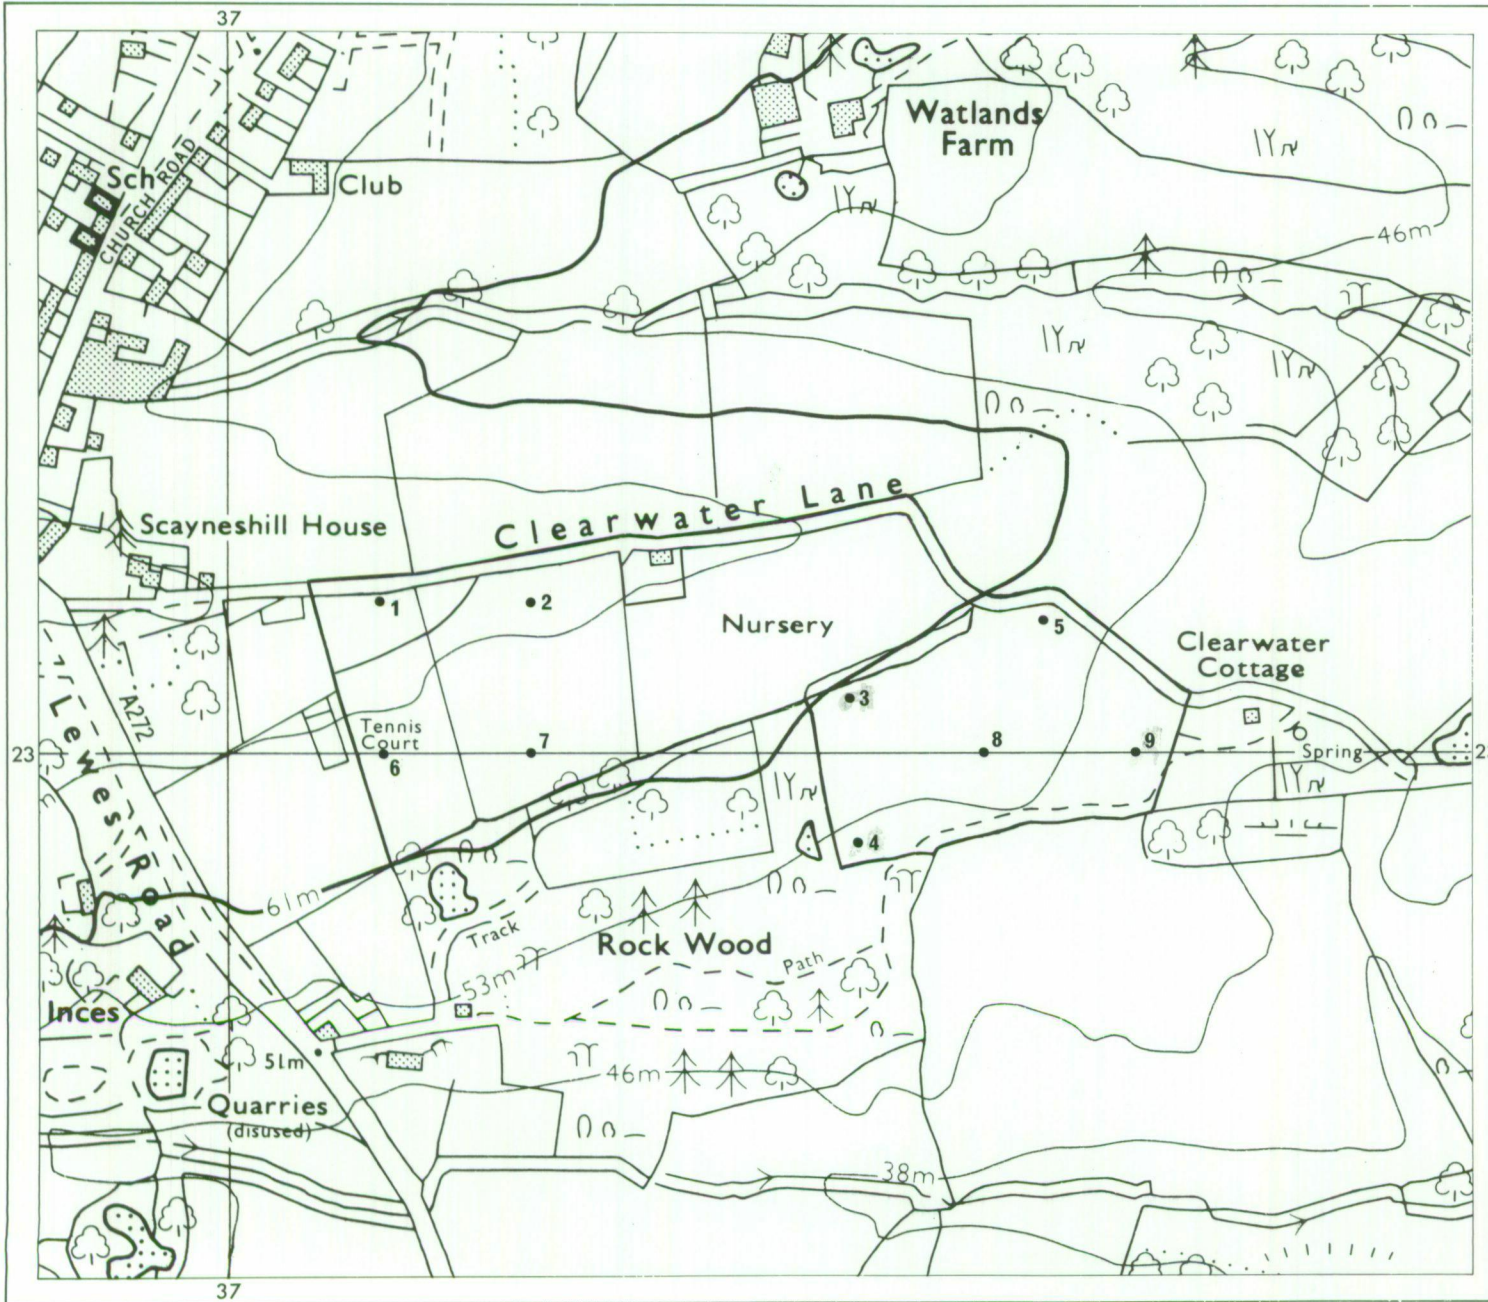 37
Watlands
Farm
Sch
CHURCH ROAD
Club
46m
Scayneshill House
Clearwater Lane
1
2
Nursery
5
Clearwater
Cottage
3
A272
Lewes Road
Tennis
Court
23
6
7
8
9
Spring
23
4
61m
Track
Rock Wood
Path
53m
Inces
51m
46m
Quarries
(disused)
38m
37